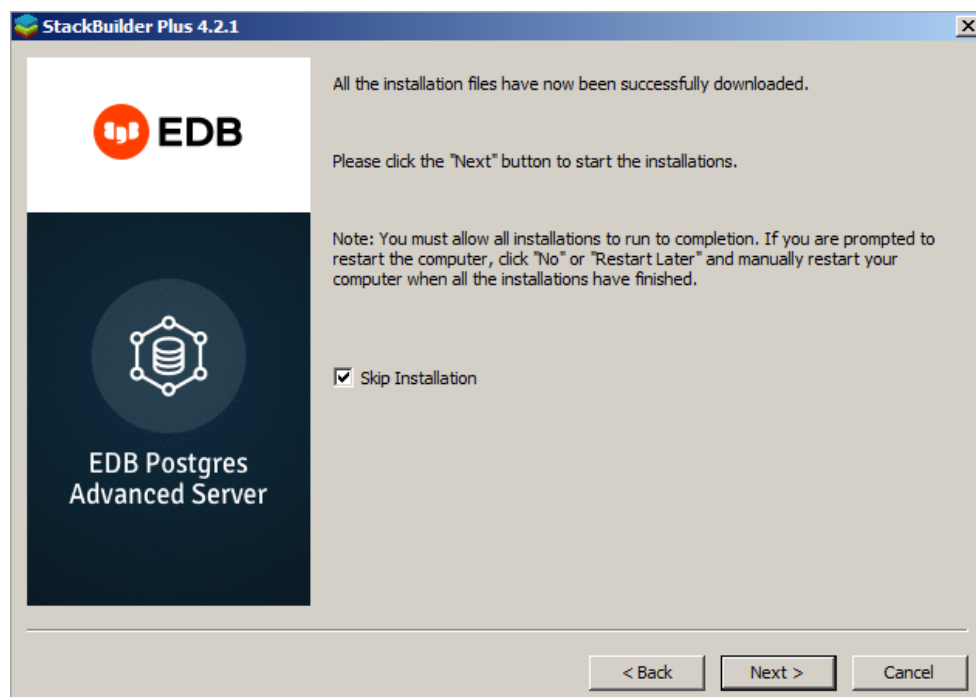 StackBuilder Plus 4.2.1
EDB
All the installation files have now been successfully downloaded.
Please click the "Next" button to start the installations.
Note: You must allow all installations to run to completion. If you are prompted to
restart the computer, click "No" or "Restart Later" and manually restart your
computer when all the installations have finished.
Skip Installation
EDB Postgres
Advanced Server
< Back
Next >
Cancel